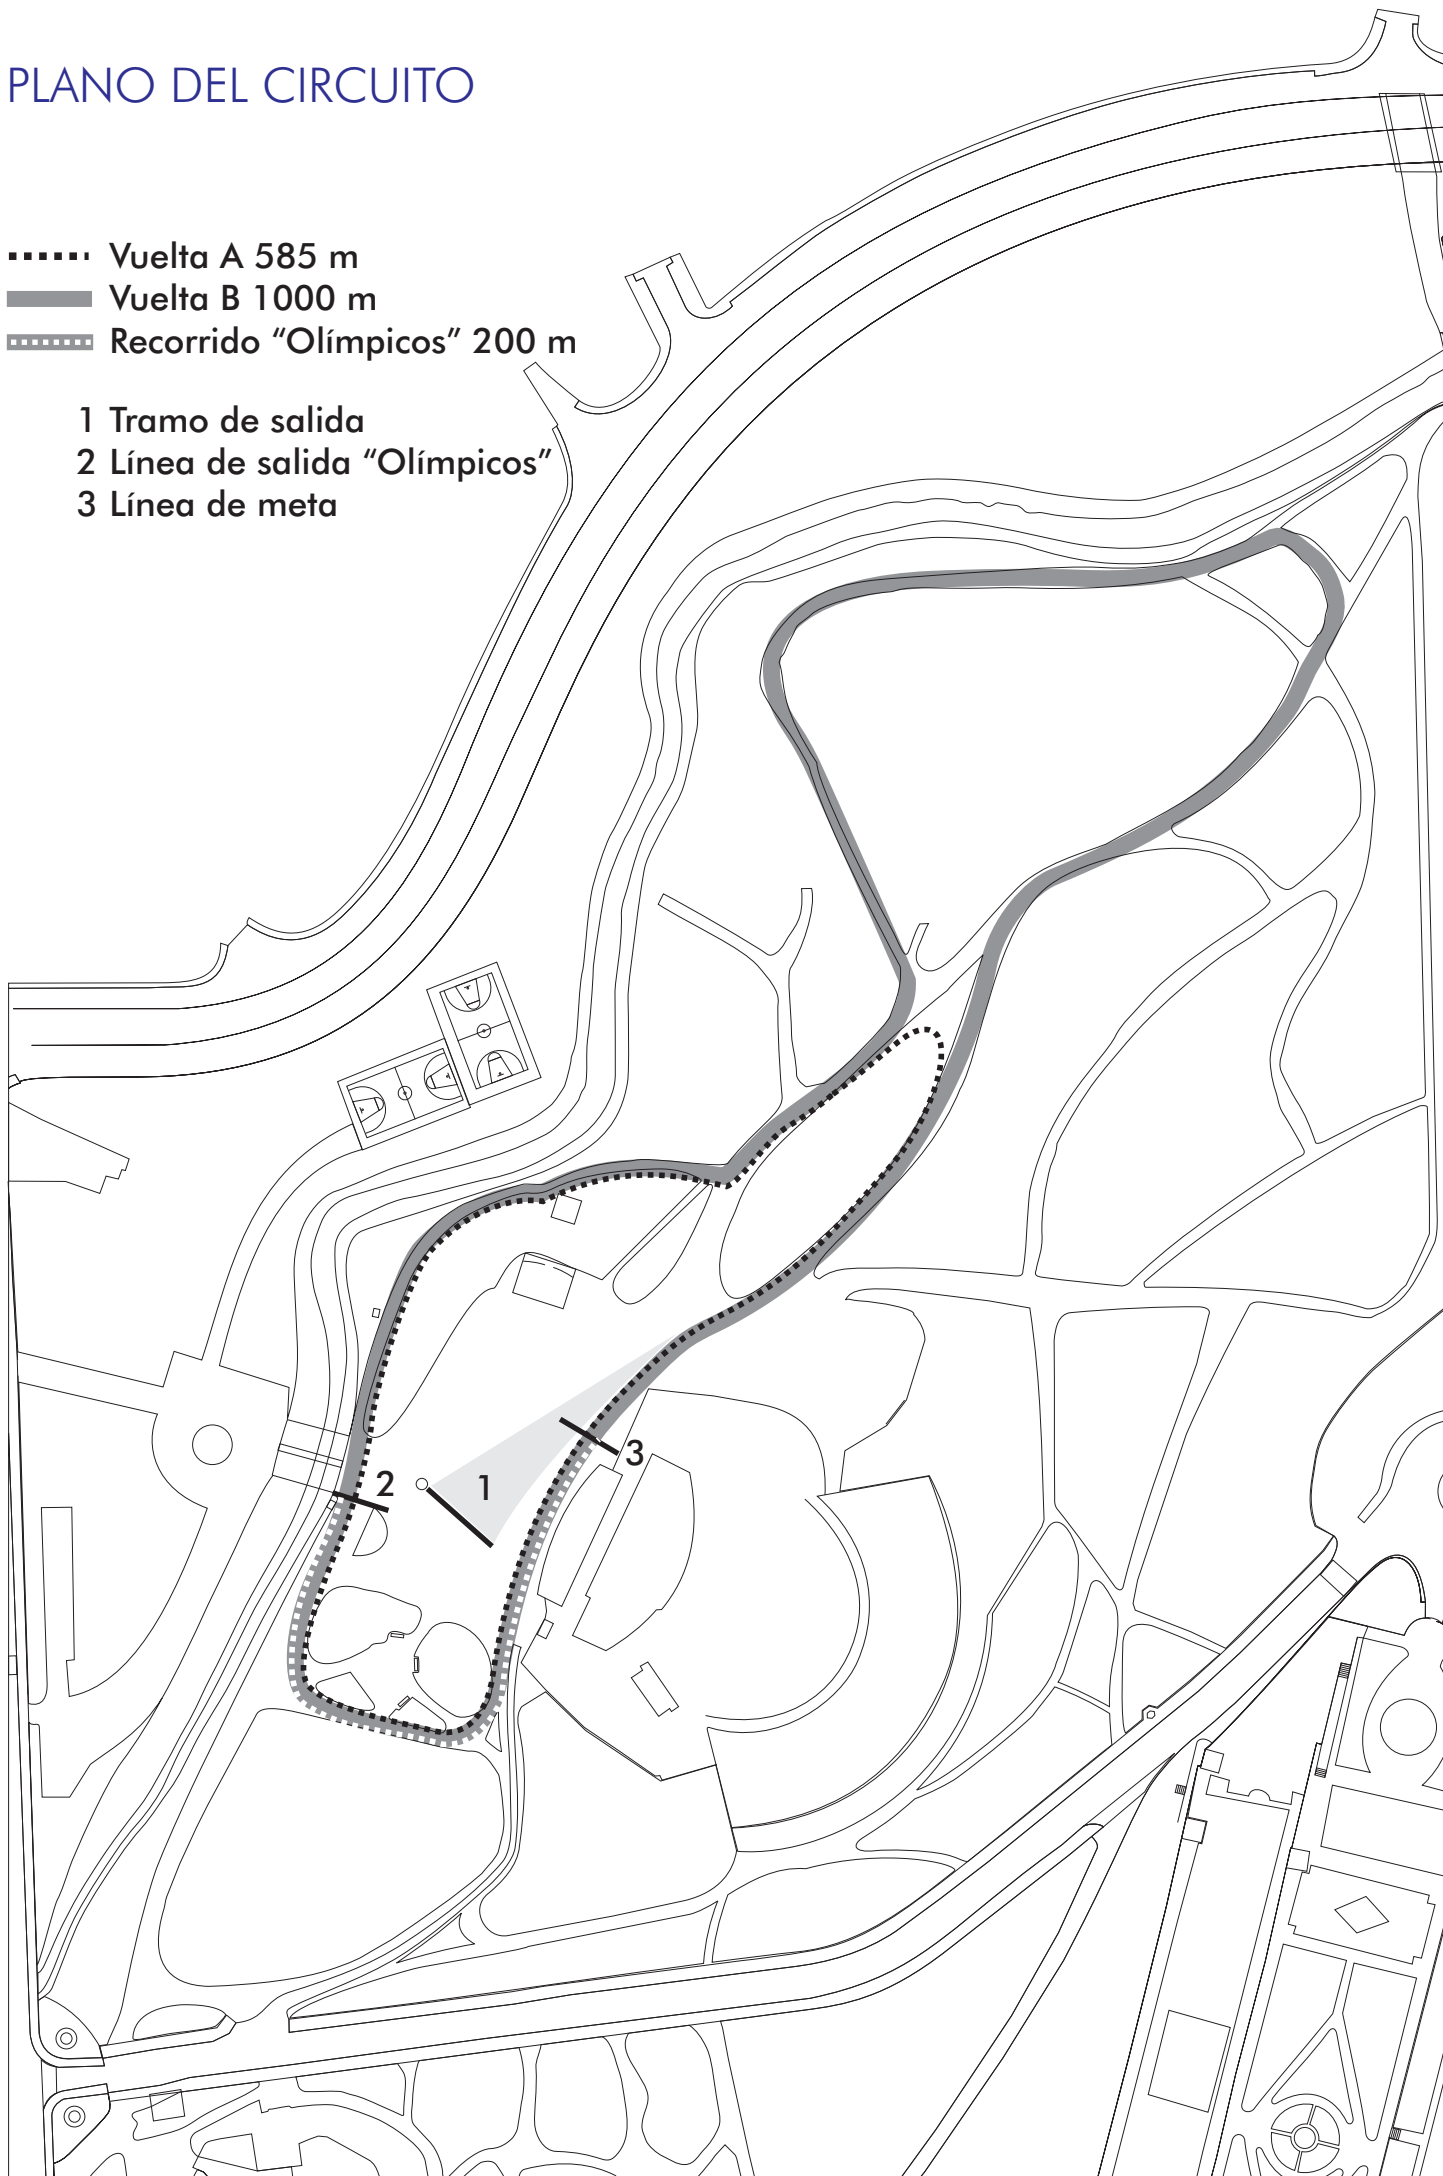 PLANO DEL CIRCUITO
Vuelta A 585 m
Vuelta B 1000 m
Recorrido “Olímpicos” 200 m
1 Tramo de salida
2 Línea de salida “Olímpicos”
3 Línea de meta
3
2
1